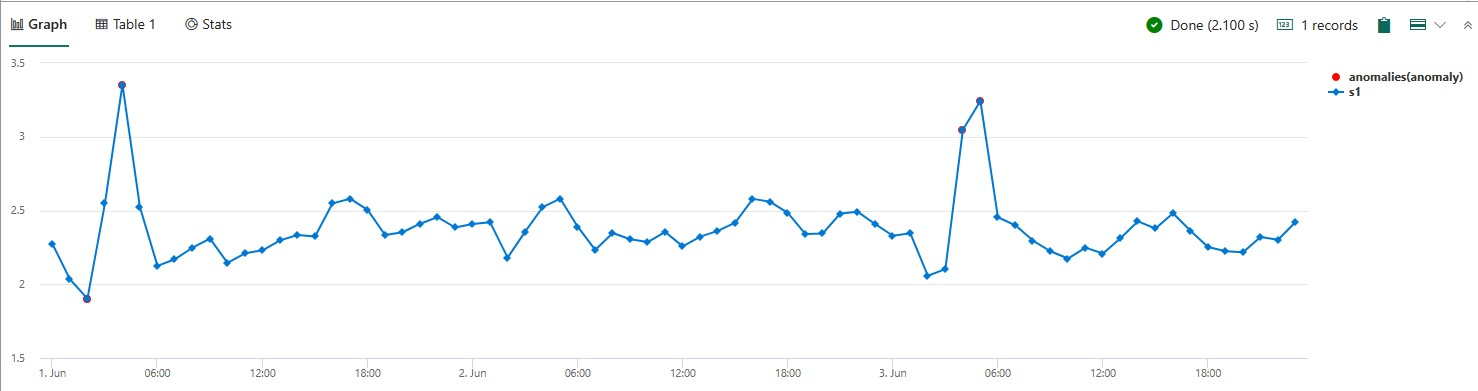 Graph Table 1 Stats Done (2.100 s) 123 1 records
3.5
anomalies(anomaly)
s1
3
2.5
2
1.5
1. Jun 06:00 12:00 18:00 2. Jun 06:00 12:00 18:00 3. Jun 06:00 12:00 18:00